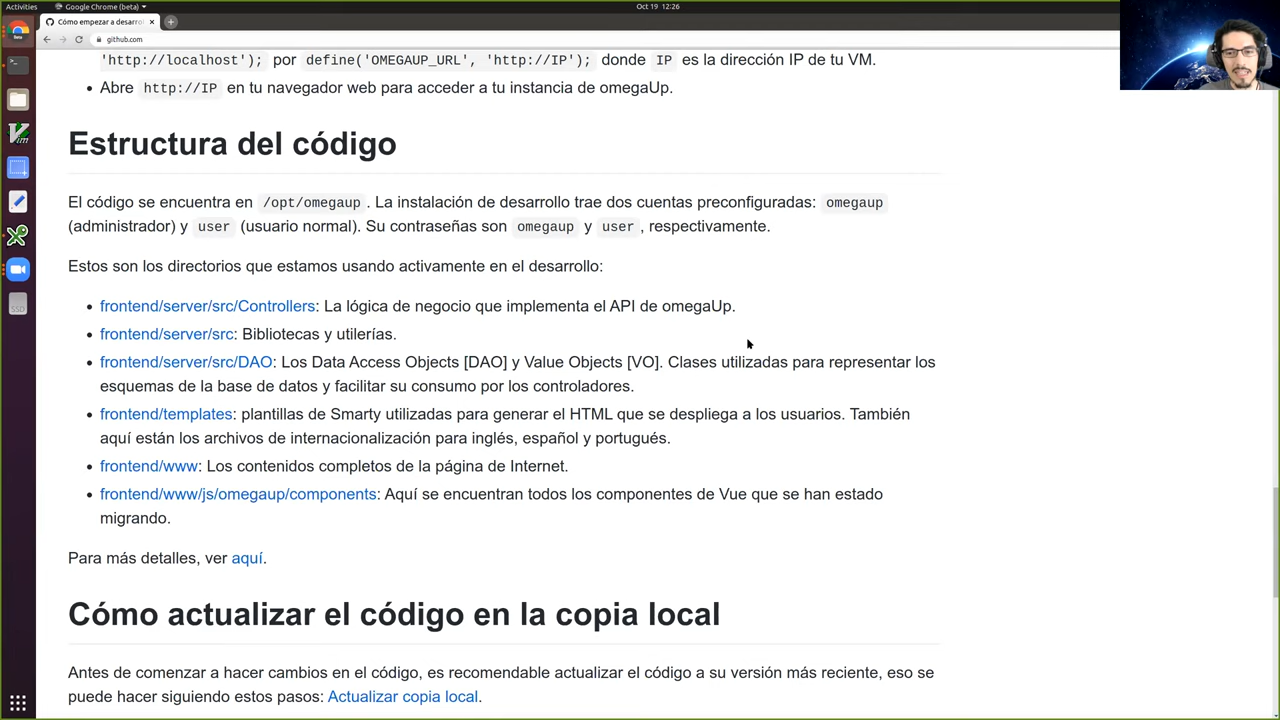 Activities
Google Chrome (beta)
Oct 19 12:26
Cómo empezar a desarrol
github.com
'http://localhost'); por define('OMEGAUP_URL', 'http://IP'); donde IP es la dirección IP de tu VM.
Abre http://IP en tu navegador web para acceder a tu instancia de omegaUp.
Estructura del código
El código se encuentra en /opt/omegaup . La instalación de desarrollo trae dos cuentas preconfiguradas: omegaup
(administrador) y user (usuario normal). Su contraseñas son omegaup y user , respectivamente.
Estos son los directorios que estamos usando activamente en el desarrollo:
frontend/server/src/Controllers: La lógica de negocio que implementa el API de omegaUp.
frontend/server/src: Bibliotecas y utilerías.
frontend/server/src/DAO: Los Data Access Objects [DAO] y Value Objects [VO]. Clases utilizadas para representar los
esquemas de la base de datos y facilitar su consumo por los controladores.
frontend/templates: plantillas de Smarty utilizadas para generar el HTML que se despliega a los usuarios. También
aquí están los archivos de internacionalización para inglés, español y portugués.
frontend/www: Los contenidos completos de la página de Internet.
frontend/www/js/omegaup/components: Aquí se encuentran todos los componentes de Vue que se han estado
migrando.
Para más detalles, ver aquí.
Cómo actualizar el código en la copia local
Antes de comenzar a hacer cambios en el código, es recomendable actualizar el código a su versión más reciente, eso se
puede hacer siguiendo estos pasos: Actualizar copia local.